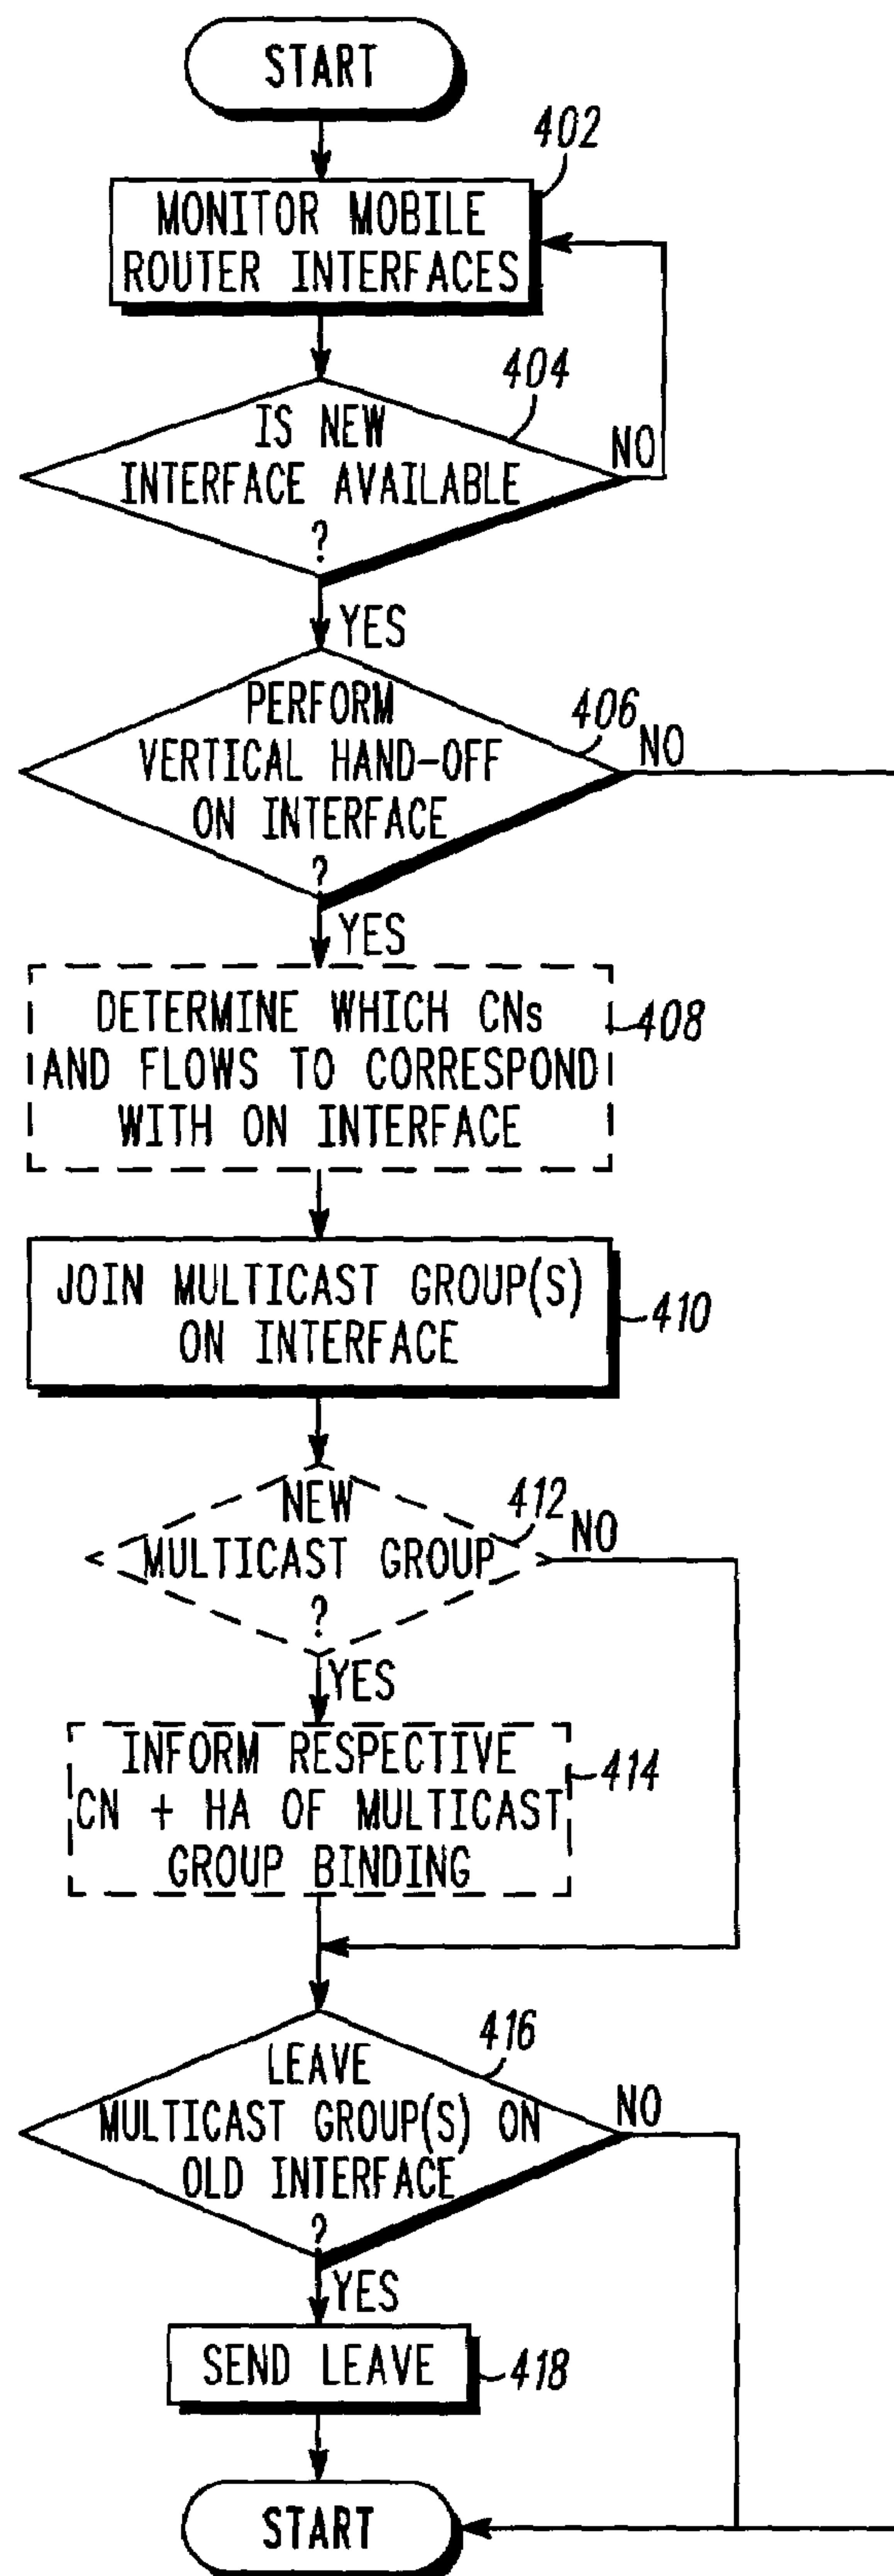 START
402
MONITOR MOBILE
ROUTER INTERFACES
404
IS NEW
INTERFACE AVAILABLE
?
NO
YES
406
PERFORM
VERTICAL HAND-OFF
ON INTERFACE
?
NO
YES
DETERMINE WHICH CNs
AND FLOWS TO CORRESPOND
WITH ON INTERFACE
408
JOIN MULTICAST GROUP(S)
ON INTERFACE
410
412
NEW
MULTICAST GROUP
?
NO
YES
INFORM RESPECTIVE
CN + HA OF MULTICAST
GROUP BINDING
414
416
LEAVE
MULTICAST GROUP(S) ON
OLD INTERFACE
?
NO
YES
SEND LEAVE
418
START